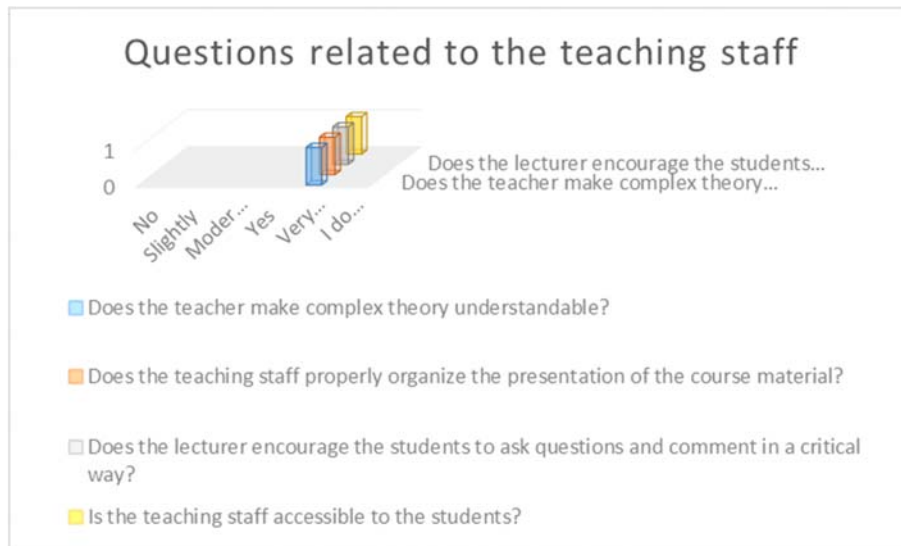 Questions related to the teaching staff
1
0
Does the lecturer encourage the students...
Does the teacher make complex theory...
No
Slightly
Moder...
Yes
Very...
I do...
Does the teacher make complex theory understandable?
Does the teaching staff properly organize the presentation of the course material?
Does the lecturer encourage the students to ask questions and comment in a critical
way?
Is the teaching staff accessible to the students?